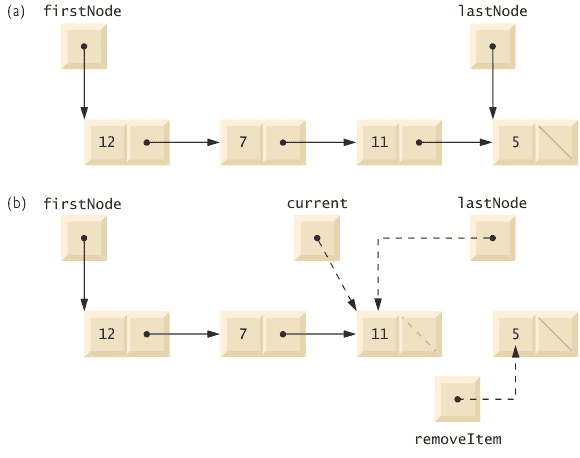 (a) firstNode lastNode
12 7 11 5
(b) firstNode current lastNode
12 7 11 5
removeItem